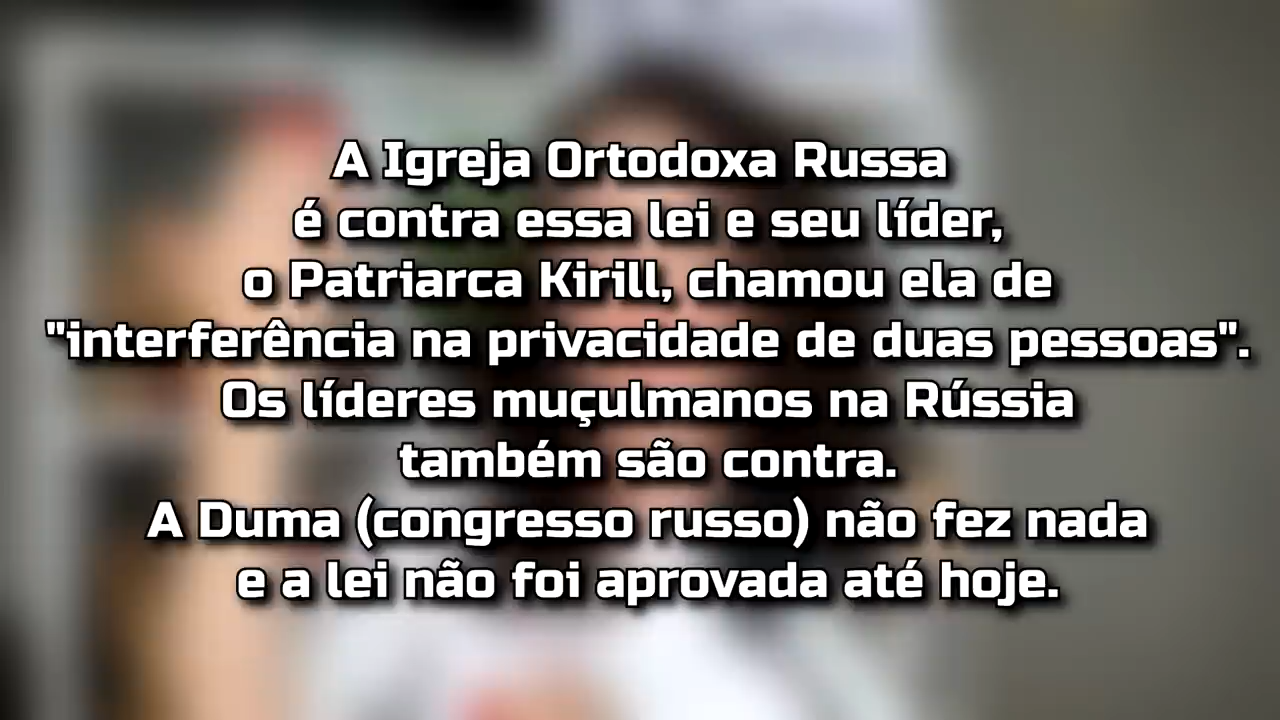 A Igreja Ortodoxa Russa
é contra essa lei e seu líder,
o Patriarca Kirill, chamou ela de
"interferência na privacidade de duas pessoas".
Os líderes muçulmanos na Rússia
também são contra.
A Duma (congresso russo) não fez nada
e a lei não foi aprovada até hoje.